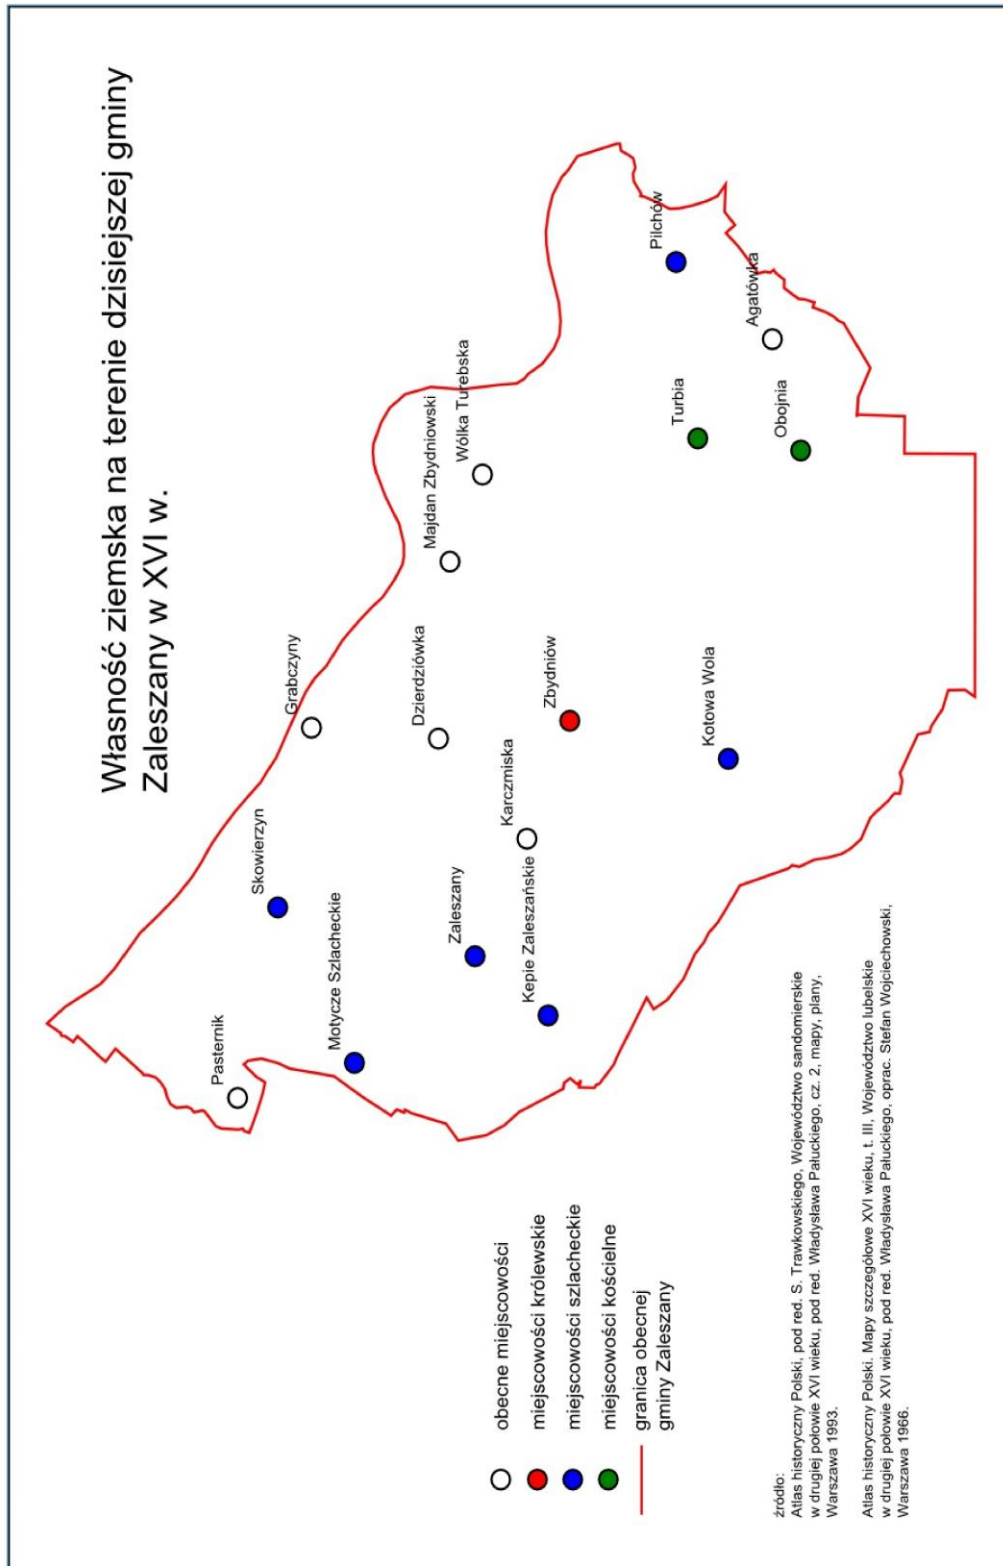 Własność ziemska na terenie dzisiejszej gminy
Zaleszany w XVI w.
Pasternik
Skowierzyn
Grabczyny
Motycze Szlacheckie
Dzierdziówka
Majdan Zbydniowski
Wólka Turebska
Zaleszany
Karczmiska
Kepie Zaleszańskie
Zbydniów
Pilchów
Turbia
Kotowa Wola
Agatówka
Obojnia
obecne miejscowości
miejscowości królewskie
miejscowości szlacheckie
miejscowości kościelne
granica obecnej
gminy Zaleszany
źródło:
Atlas historyczny Polski, pod red. S. Trawkowskiego, Województwo sandomierskie
w drugiej połowie XVI wieku, pod red. Władysława Pałuckiego, cz. 2, mapy, plany,
Warszawa 1993.
Atlas historyczny Polski. Mapy szczegółowe XVI wieku, t. III, Województwo lubelskie
w drugiej połowie XVI wieku, pod red. Władysława Pałuckiego, oprac. Stefan Wojciechowski,
Warszawa 1966.